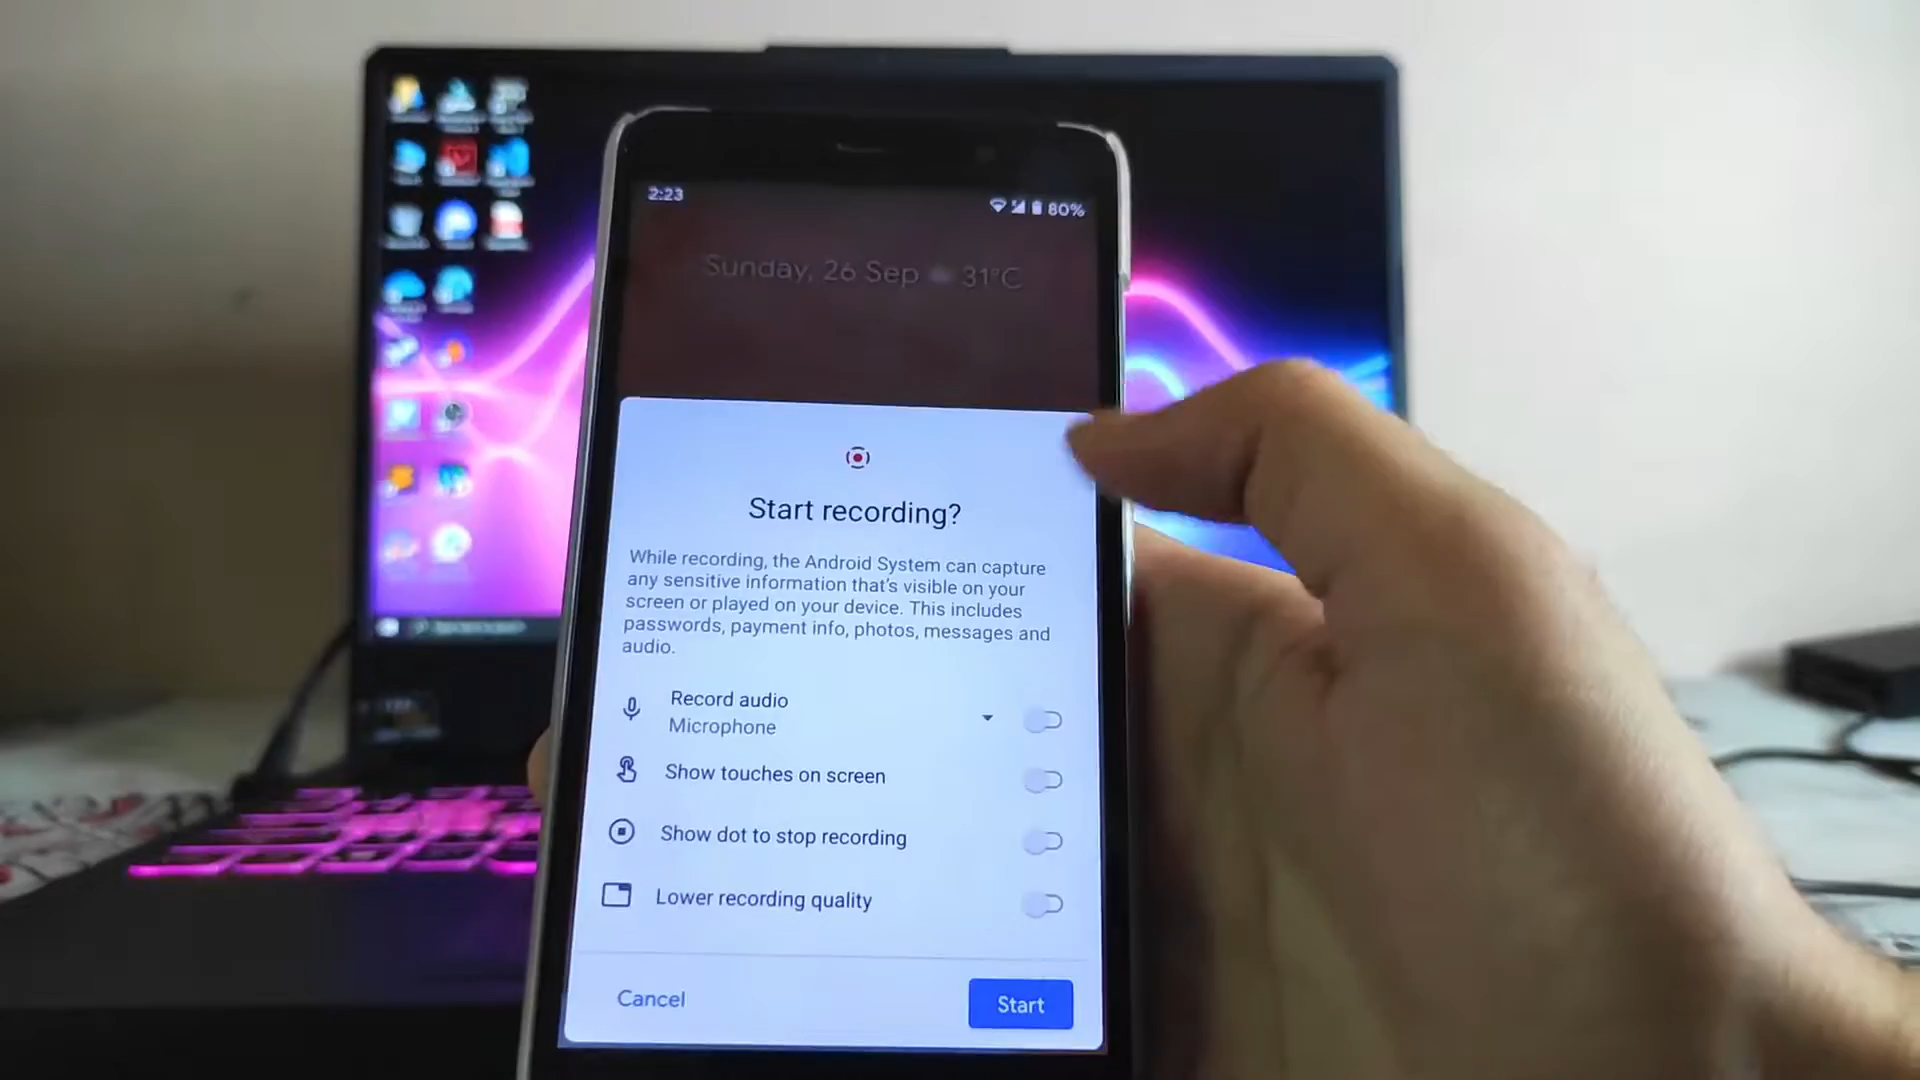 2:23
80%
Sunday, 26 Sep 31°C
Start recording?
While recording, the Android System can capture
any sensitive information that's visible on your
screen or played on your device. This includes
passwords, payment info, photos, messages and
audio.
Record audio
Microphone
Show touches on screen
Show dot to stop recording
Lower recording quality
Cancel
Start